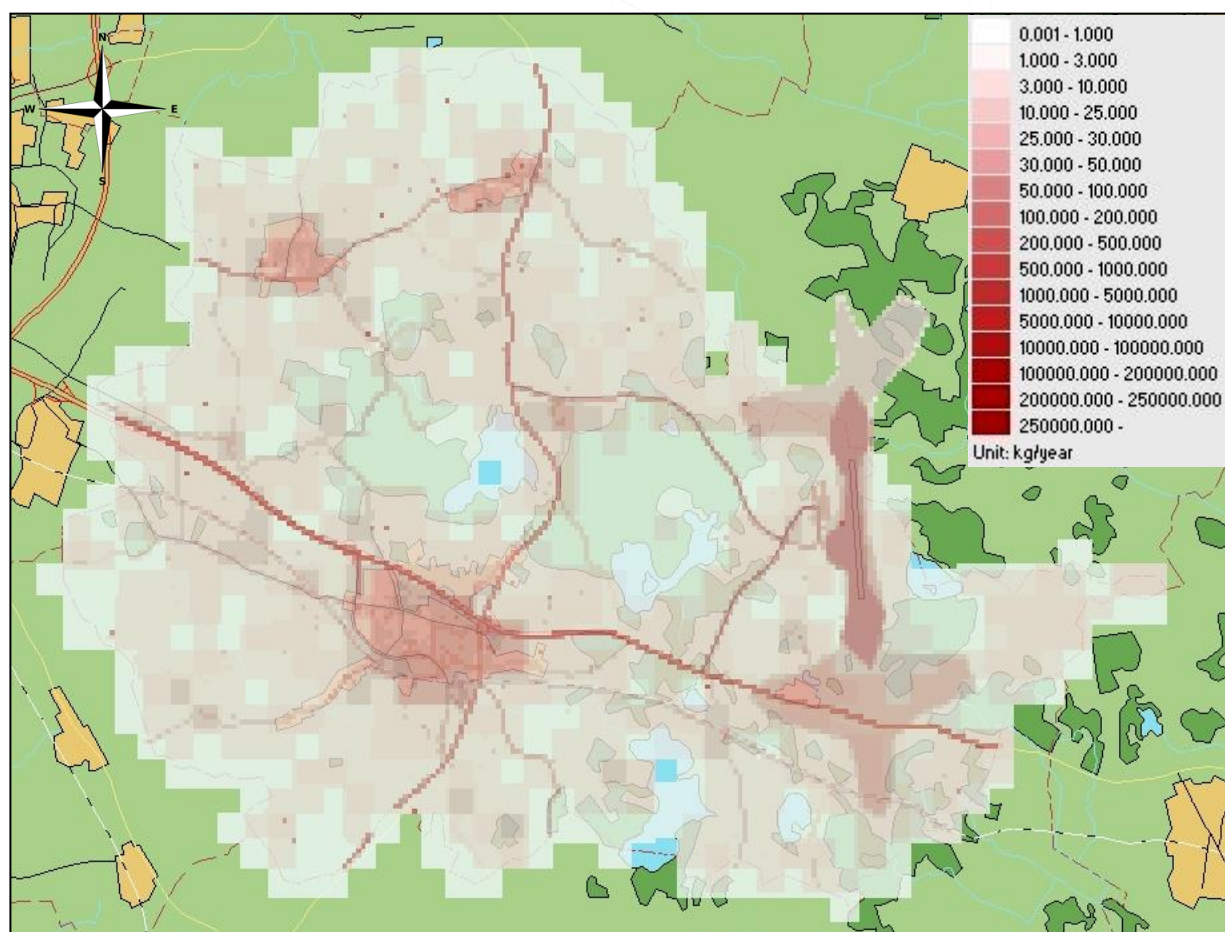 N
W E
S
0.001 - 1.000
1.000 - 3.000
3.000 - 10.000
10.000 - 25.000
25.000 - 30.000
30.000 - 50.000
50.000 - 100.000
100.000 - 200.000
200.000 - 500.000
500.000 - 1000.000
1000.000 - 5000.000
5000.000 - 10000.000
10000.000 - 100000.000
100000.000 - 200000.000
200000.000 - 250000.000
250000.000 -
Unit: kg/year